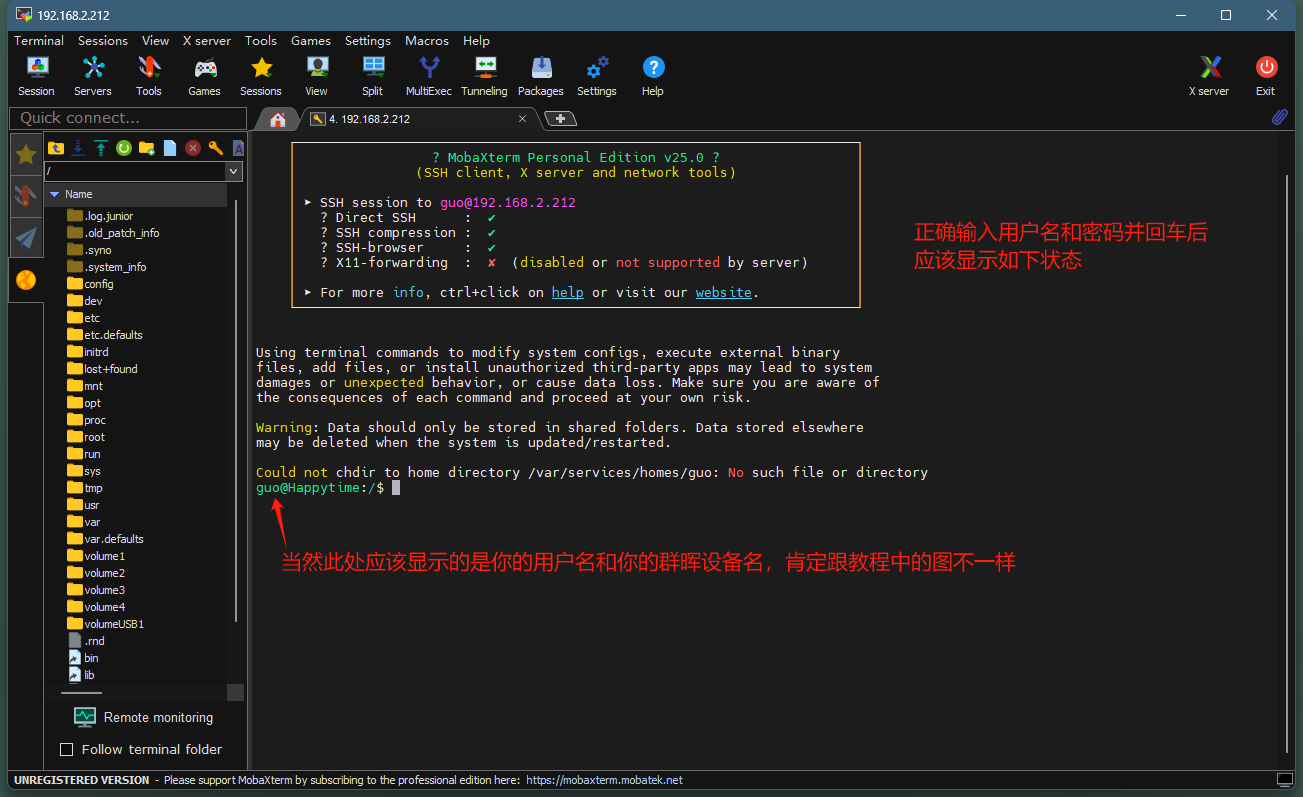 192.168.2.212
Terminal Sessions View X server Tools Games Settings Macros Help
Session Servers Tools Games Sessions View Split MultiExec Tunneling Packages Settings Help X server Exit
Quick connect...
4. 192.168.2.212
/
Name
.log.junior
.old_patch_info
.syno
.system_info
config
dev
etc
etc.defaults
initrd
lost+found
mnt
opt
proc
root
run
sys
tmp
usr
var
var.defaults
volume1
volume2
volume3
volume4
volumeUSB1
.rnd
bin
lib
Remote monitoring
Follow terminal folder
? MobaXterm Personal Edition v25.0 ?
(SSH client, X server and network tools)
► SSH session to guo@192.168.2.212
? Direct SSH : ✔
? SSH compression : ✔
? SSH-browser : ✔
? X11-forwarding : ✘ (disabled or not supported by server)
► For more info, ctrl+click on help or visit our website.
正确输入用户名和密码并回车后
应该显示如下状态
Using terminal commands to modify system configs, execute external binary
files, add files, or install unauthorized third-party apps may lead to system
damages or unexpected behavior, or cause data loss. Make sure you are aware of
the consequences of each command and proceed at your own risk.
Warning: Data should only be stored in shared folders. Data stored elsewhere
may be deleted when the system is updated/restarted.
Could not chdir to home directory /var/services/homes/guo: No such file or directory
guo@Happytime:/$
当然此处应该显示的是你的用户名和你的群晖设备名，肯定跟教程中的图不一样
UNREGISTERED VERSION - Please support MobaXterm by subscribing to the professional edition here: https://mobaxterm.mobatek.net